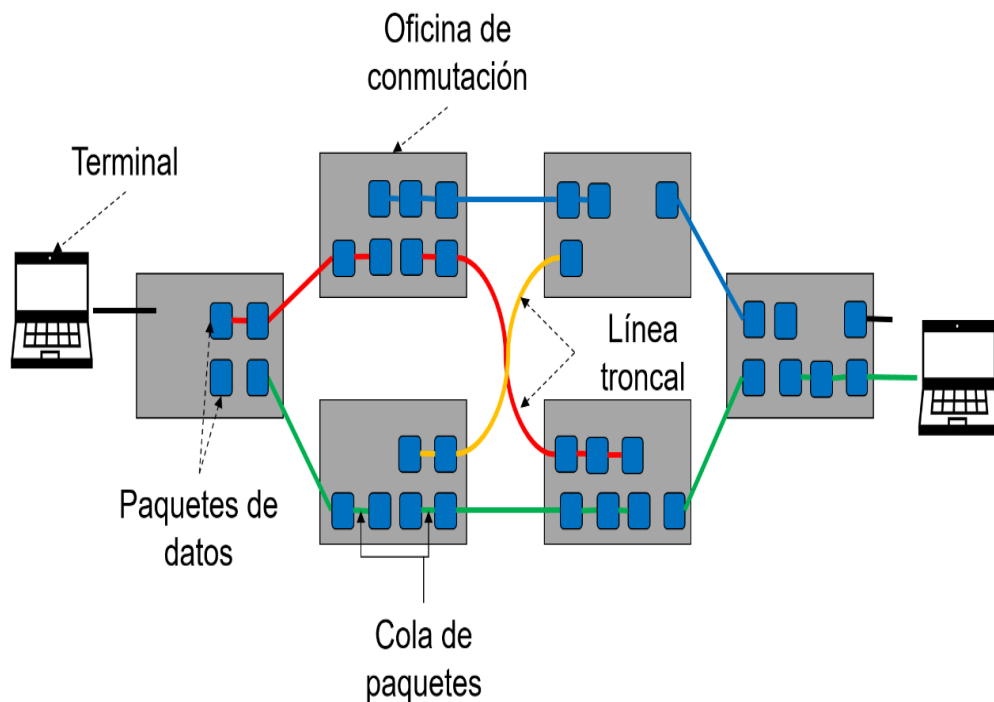 Oficina de
conmutación
Terminal
Línea
troncal
Paquetes de
datos
Cola de
paquetes